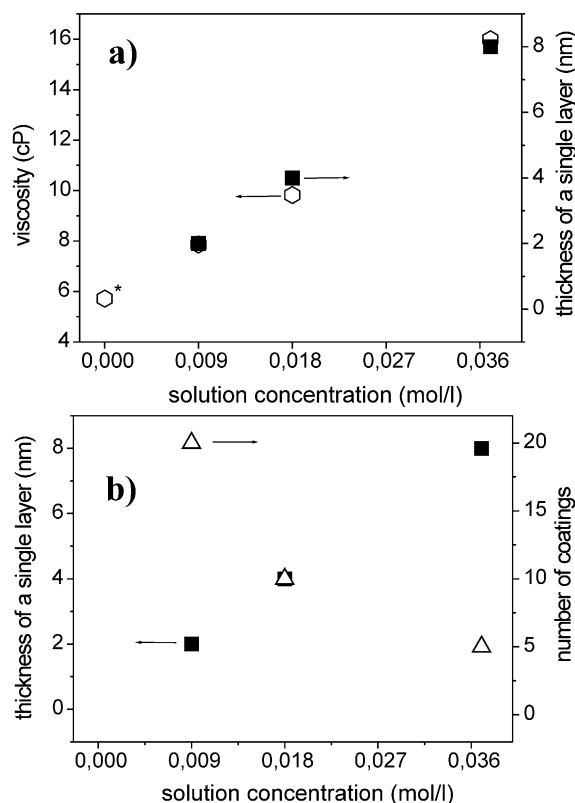 a)
viscosity (cP)
16
14
12
10
8
6
4
*
8
6
4
2
0
thickness of a single layer (nm)
0,000 0,009 0,018 0,027 0,036
solution concentration (mol/l)
b)
thickness of a single layer (nm)
8
6
4
2
0
20
15
10
5
0
number of coatings
0,000 0,009 0,018 0,027 0,036
solution concentration (mol/l)